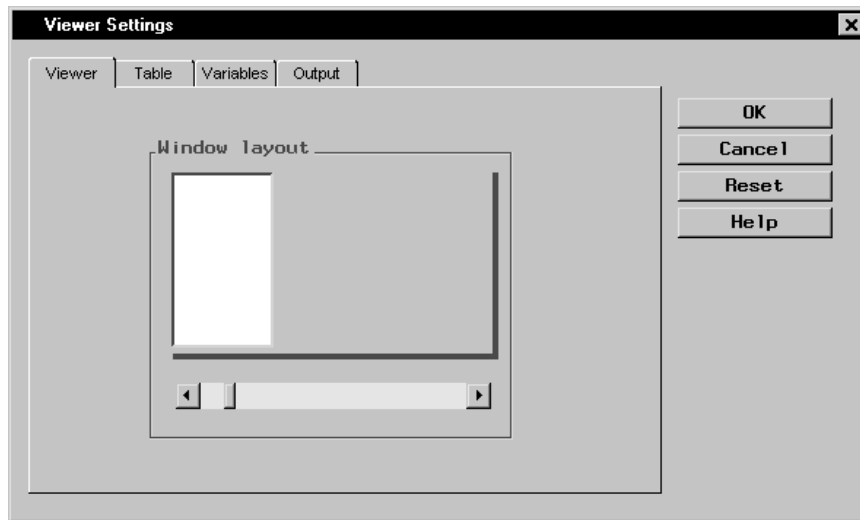 Viewer Settings
Viewer Table Variables Output
Window layout
OK
Cancel
Reset
Help